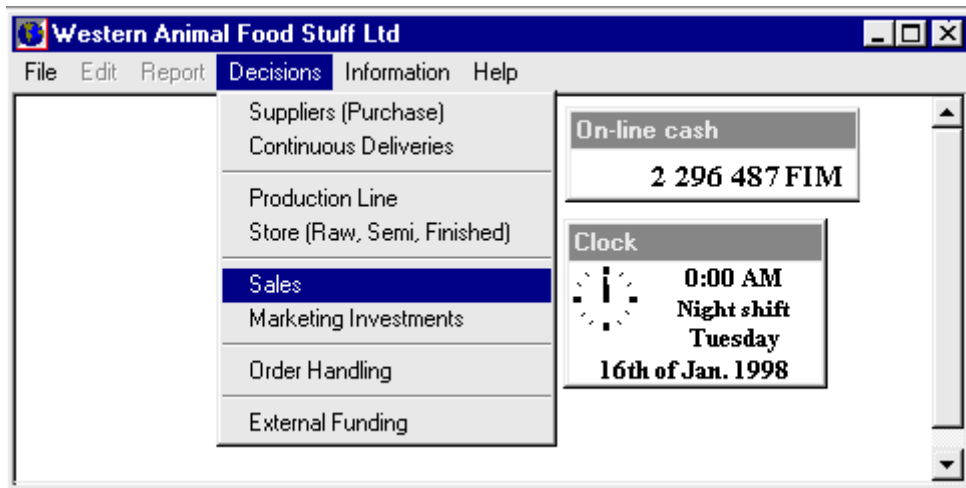 Western Animal Food Stuff Ltd
File Edit Report Decisions Information Help
Suppliers (Purchase)
Continuous Deliveries
Production Line
Store (Raw, Semi, Finished)
Sales
Marketing Investments
Order Handling
External Funding
On-line cash
2 296 487 FIM
Clock
0:00 AM
Night shift
Tuesday
16th of Jan. 1998